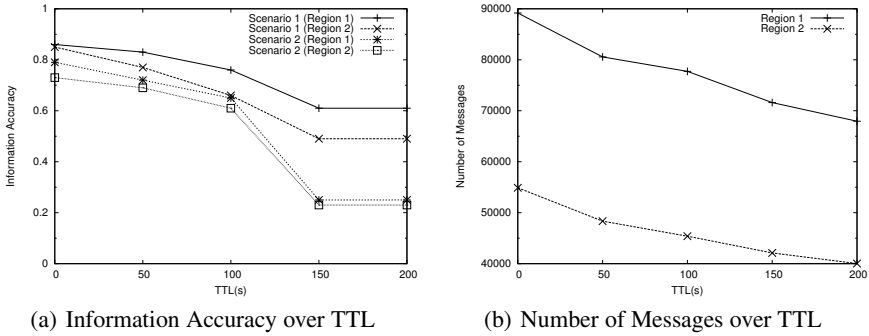 1
0.8
0.6
0.4
0.2
0
Information Accuracy
0 50 100 150 200
TTL(s)
Scenario 1 (Region 1)
Scenario 1 (Region 2)
Scenario 2 (Region 1)
Scenario 2 (Region 2)
(a) Information Accuracy over TTL
90000
80000
70000
60000
50000
40000
Number of Messages
0 50 100 150 200
TTL(s)
Region 1
Region 2
(b) Number of Messages over TTL